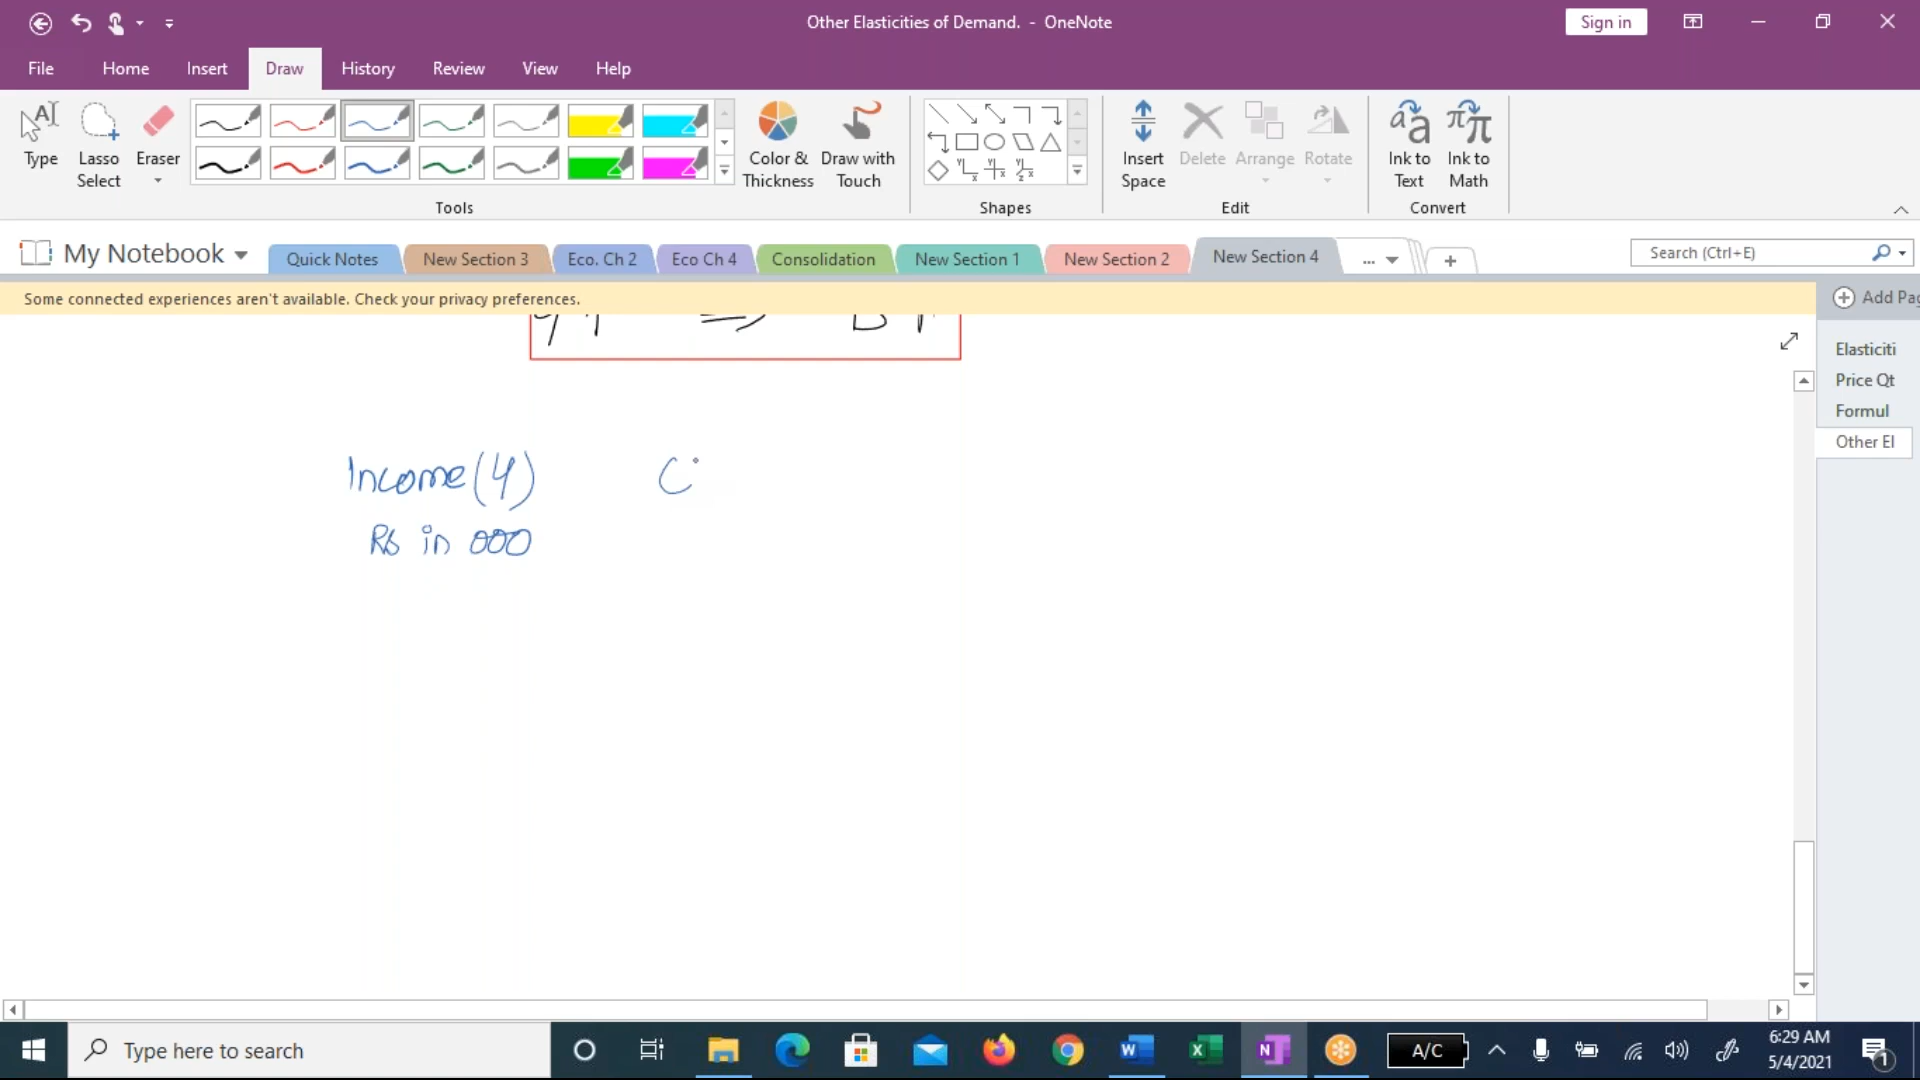 Other Elasticities of Demand. - OneNote
Sign in
File Home Insert Draw History Review View Help
Type
Lasso Select
Eraser
Color & Thickness
Draw with Touch
Insert Space
Delete
Arrange
Rotate
Ink to Text
Ink to Math
Tools
Shapes
Edit
Convert
My Notebook
Quick Notes
New Section 3
Eco. Ch 2
Eco Ch 4
Consolidation
New Section 1
New Section 2
New Section 4
...
Search (Ctrl+E)
Some connected experiences aren't available. Check your privacy preferences.
Add Pag
Elasticiti
Price Qt
Formul
Other El
Income (Y) C
Rs in 000
Type here to search
A/C
6:29 AM
5/4/2021
1